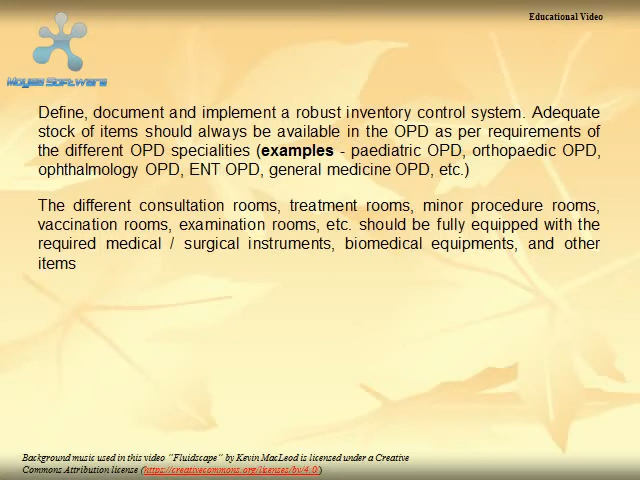 Educational Video
Moyea Software
Define, document and implement a robust inventory control system. Adequate
stock of items should always be available in the OPD as per requirements of
the different OPD specialities (examples - paediatric OPD, orthopaedic OPD,
ophthalmology OPD, ENT OPD, general medicine OPD, etc.)
The different consultation rooms, treatment rooms, minor procedure rooms,
vaccination rooms, examination rooms, etc. should be fully equipped with the
required medical / surgical instruments, biomedical equipments, and other
items
Background music used in this video "Fluidscape" by Kevin MacLeod is licensed under a Creative
Commons Attribution license (https://creativecommons.org/licenses/by/4.0/)